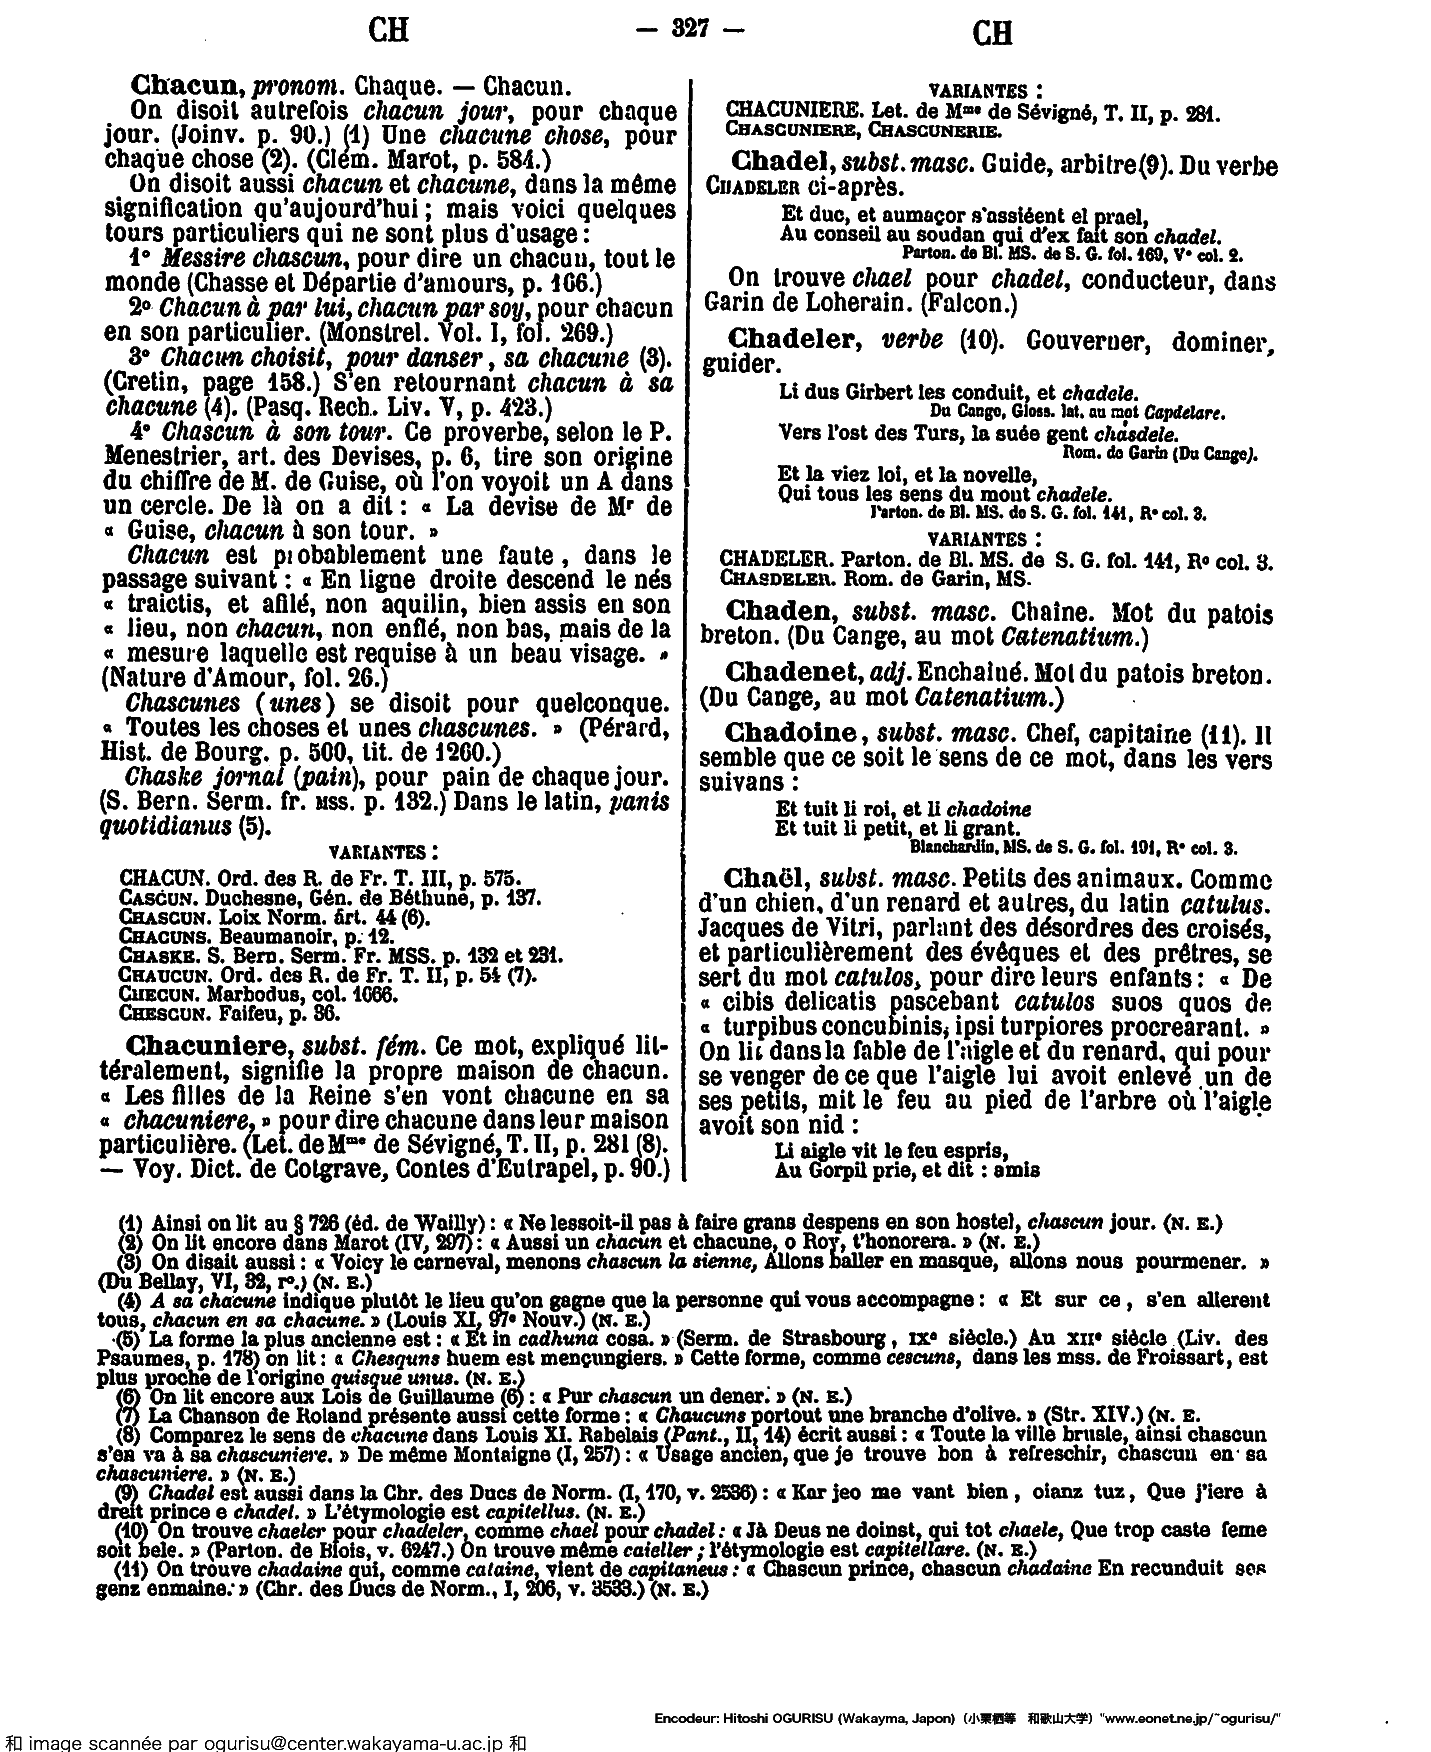 CH — 327 — CH
Chacun, pronom. Chaque. — Chacun.
On disoit autrefois chacun jour, pour chaque
jour. (Joinv. p. 90.) (1) Une chacune chose, pour
chaque chose (2). (Clém. Marot, p. 584.)
On disoit aussi chacun et chacune, dans la même
signification qu'aujourd'hui ; mais voici quelques
tours particuliers qui ne sont plus d'usage :
1° Messire chascun, pour dire un chacun, tout le
monde (Chasse et Départie d'amours, p. 166.)
2° Chacun à par lui, chacun par soy, pour chacun
en son particulier. (Monstrel. Vol. I, fol. 269.)
3° Chacun choisit, pour danser, sa chacune (3).
(Cretin, page 158.) S'en retournant chacun à sa
chacune (4). (Pasq. Rech. Liv. V, p. 423.)
4° Chascun à son tour. Ce proverbe, selon le P.
Menestrier, art. des Devises, p. 6, tire son origine
du chiffre de M. de Guise, où l'on voyoit un A dans
un cercle. De là on a dit : « La devise de Mr de
« Guise, chacun à son tour. »
Chacun est probablement une faute, dans le
passage suivant : « En ligne droite descend le nés
« traictis, et afilé, non aquilin, bien assis en son
« lieu, non chacun, non enflé, non bas, mais de la
« mesure laquelle est requise à un beau visage. »
(Nature d'Amour, fol. 26.)
Chascunes (unes) se disoit pour quelconque.
« Toutes les choses et unes chascunes. » (Pérard,
Hist. de Bourg. p. 500, tit. de 1260.)
Chaske jornal (pain), pour pain de chaque jour.
(S. Bern. Serm. fr. MSS. p. 132.) Dans le latin, panis
quotidianus (5).
VARIANTES :
CHACUN. Ord. des R. de Fr. T. III, p. 575.
CASCUN. Duchesne, Gén. de Béthune, p. 137.
CHASCUN. Loix Norm. art. 44 (6).
CHACUNS. Beaumanoir, p. 12.
CHASKE. S. Bern. Serm. Fr. MSS. p. 132 et 231.
CHAUCUN. Ord. des R. de Fr. T. II, p. 54 (7).
CHECUN. Marbodus, col. 1666.
CHESCUN. Faifeu, p. 36.
Chacuniere, subst. fém. Ce mot, expliqué lit-
téralement, signifie la propre maison de chacun.
« Les filles de la Reine s'en vont chacune en sa
« chacuniere, » pour dire chacune dans leur maison
particulière. (Let. de Mme de Sévigné, T. II, p. 281 (8).
— Voy. Dict. de Cotgrave, Contes d'Eutrapel, p. 90.)
VARIANTES :
CHACUNIERE. Let. de Mme de Sévigné, T. II, p. 281.
CHASCUNIERE, CHASCUNERIE.
Chadel, subst. masc. Guide, arbitre (9). Du verbe
CHADELER ci-après.
Et duc, et aumaçor s'assiéent el prael,
Au conseil au soudan qui d'ex fait son chadel.
Parton. de Bl. MS. de S. G. fol. 169, V° col. 2.
On trouve chael pour chadel, conducteur, dans
Garin de Loherain. (Falcon.)
Chadeler, verbe (10). Gouverner, dominer,
guider.
Li dus Girbert les conduit, et chadele.
Du Cange, Gloss. lat. au mot Capdelare.
Vers l'ost des Turs, la suée gent chasdele.
Rom. de Garin (Du Cange).
Et la viez loi, et la novelle,
Qui tous les sens du mont chadele.
Parton. de Bl. MS. de S. G. fol. 141, R° col. 3.
VARIANTES :
CHADELER. Parton. de Bl. MS. de S. G. fol. 141, R° col. 3.
CHASDELER. Rom. de Garin, MS.
Chaden, subst. masc. Chaîne. Mot du patois
breton. (Du Cange, au mot Catenatium.)
Chadenet, adj. Enchaîné. Mot du patois breton.
(Du Cange, au mot Catenatium.)
Chadoine, subst. masc. Chef, capitaine (11). Il
semble que ce soit le sens de ce mot, dans les vers
suivans :
Et tuit li roi, et li chadoine
Et tuit li petit, et li grant.
Blanchardin, MS. de S. G. fol. 191, R° col. 3.
Chaël, subst. masc. Petits des animaux. Comme
d'un chien, d'un renard et autres, du latin catulus.
Jacques de Vitri, parlant des désordres des croisés,
et particulièrement des évêques et des prêtres, se
sert du mot catulos, pour dire leurs enfants : « De
« cibis delicatis pascebant catulos suos quos de
« turpibus concubinis, ipsi turpiores procrearant. »
On lit dans la fable de l'aigle et du renard, qui pour
se venger de ce que l'aigle lui avoit enlevé un de
ses petits, mit le feu au pied de l'arbre où l'aigle
avoit son nid :
Li aigle vit le feu espris,
Au Gorpil prie, et dit : amis
(1) Ainsi on lit au § 726 (éd. de Wailly) : « Ne lessoit-il pas à faire grans despens en son hostel, chascun jour. (N. E.)
(2) On lit encore dans Marot (IV, 297) : « Aussi un chacun et chacune, o Roy, t'honorera. » (N. E.)
(3) On disait aussi : « Voicy le carneval, menons chascun la sienne, Allons baller en masque, allons nous pourmener. »
(Du Bellay, VI, 32, r°.) (N. E.)
(4) A sa chacune indique plutôt le lieu qu'on gagne que la personne qui vous accompagne : « Et sur ce, s'en allerent
tous, chacun en sa chacune. » (Louis XI, 97e Nouv.) (N. E.)
(5) La forme la plus ancienne est : « Et in cadhuna cosa. » (Serm. de Strasbourg, IXe siècle.) Au XIIe siècle (Liv. des
Psaumes, p. 178) on lit : « Chesquns huem est mençungiers. » Cette forme, comme cescuns, dans les mss. de Froissart, est
plus proche de l'origine quisque unus. (N. E.)
(6) On lit encore aux Lois de Guillaume (6) : « Pur chascun un dener. » (N. E.)
(7) La Chanson de Roland présente aussi cette forme : « Chaucuns portout une branche d'olive. » (Str. XIV.) (N. E.
(8) Comparez le sens de chacune dans Louis XI. Rabelais (Pant., II, 14) écrit aussi : « Toute la ville brusle, ainsi chascun
s'en va à sa chascuniere. » De même Montaigne (I, 257) : « Usage ancien, que je trouve bon à refreschir, chascun en sa
chascuniere. » (N. E.)
(9) Chadel est aussi dans la Chr. des Ducs de Norm. (I, 170, v. 2536) : « Kar jeo me vant bien, oianz tuz, Que j'iere à
dreit prince e chadel. » L'étymologie est capitellus. (N. E.)
(10) On trouve chaeler pour chadeler, comme chael pour chadel : « Jà Deus ne doinst, qui tot chaele, Que trop caste feme
soit bele. » (Parton. de Blois, v. 6247.) On trouve même caieller ; l'étymologie est capitellare. (N. E.)
(11) On trouve chadaine qui, comme cataine, vient de capitaneus : « Chascun prince, chascun chadaine En recunduit ses
genz enmaine. » (Chr. des Ducs de Norm., I, 206, v. 3533.) (N. E.)
Encodeur: Hitoshi OGURISU (Wakayma, Japon) (小栗栖等 和歌山大学) "www.eonet.ne.jp/~ogurisu/"
和 image scannée par ogurisu@center.wakayama-u.ac.jp 和